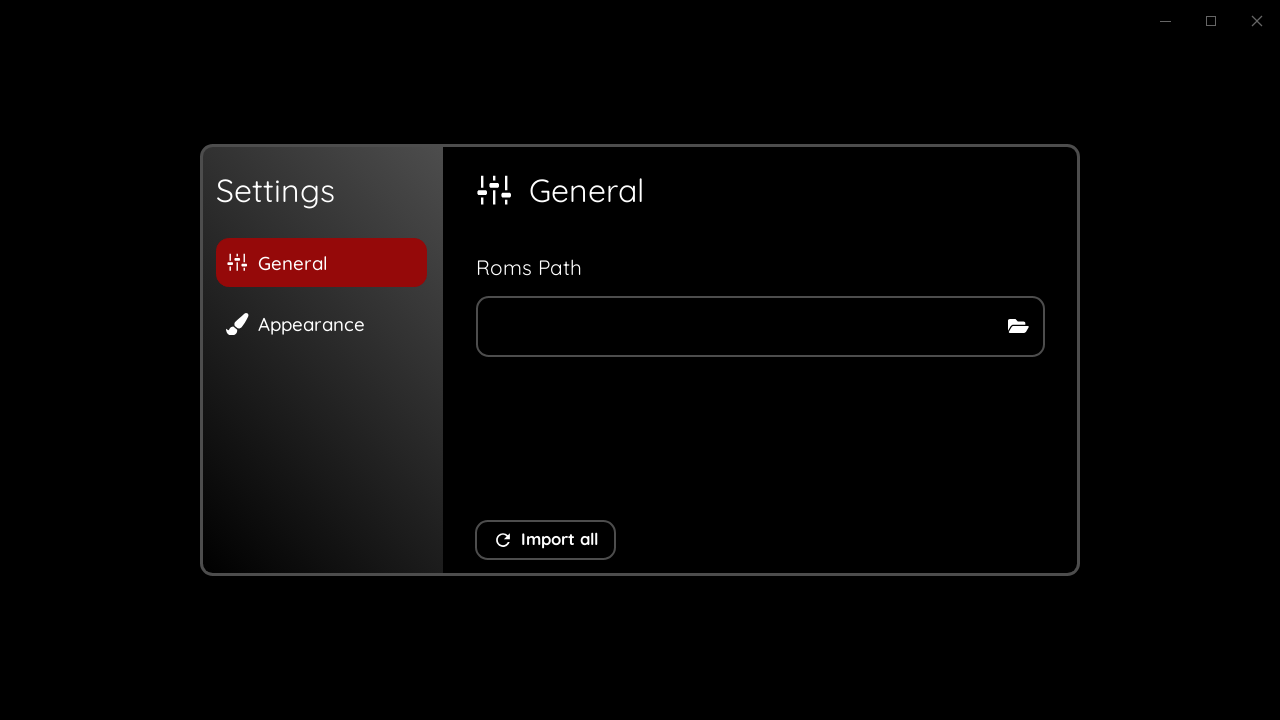 Settings
General
Appearance
General
Roms Path
Import all